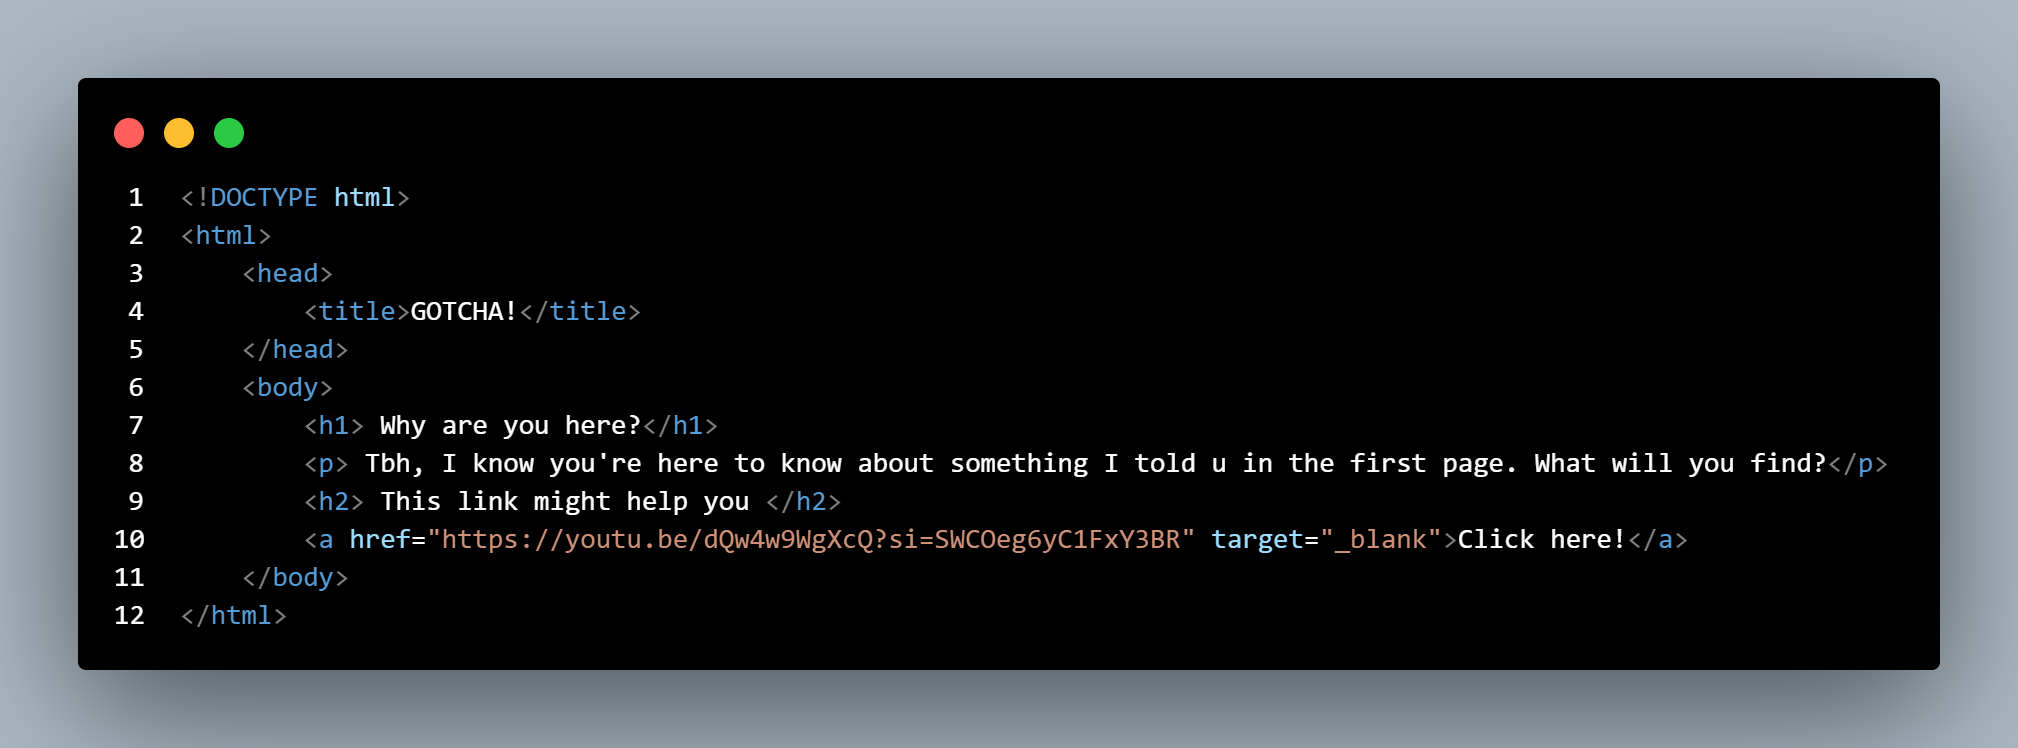 1 <!DOCTYPE html>
2 <html>
3     <head>
4         <title>GOTCHA!</title>
5     </head>
6     <body>
7         <h1> Why are you here?</h1>
8         <p> Tbh, I know you're here to know about something I told u in the first page. What will you find?</p>
9         <h2> This link might help you </h2>
10         <a href="https://youtu.be/dQw4w9WgXcQ?si=SWCOeg6yC1FxY3BR" target="_blank">Click here!</a>
11     </body>
12 </html>